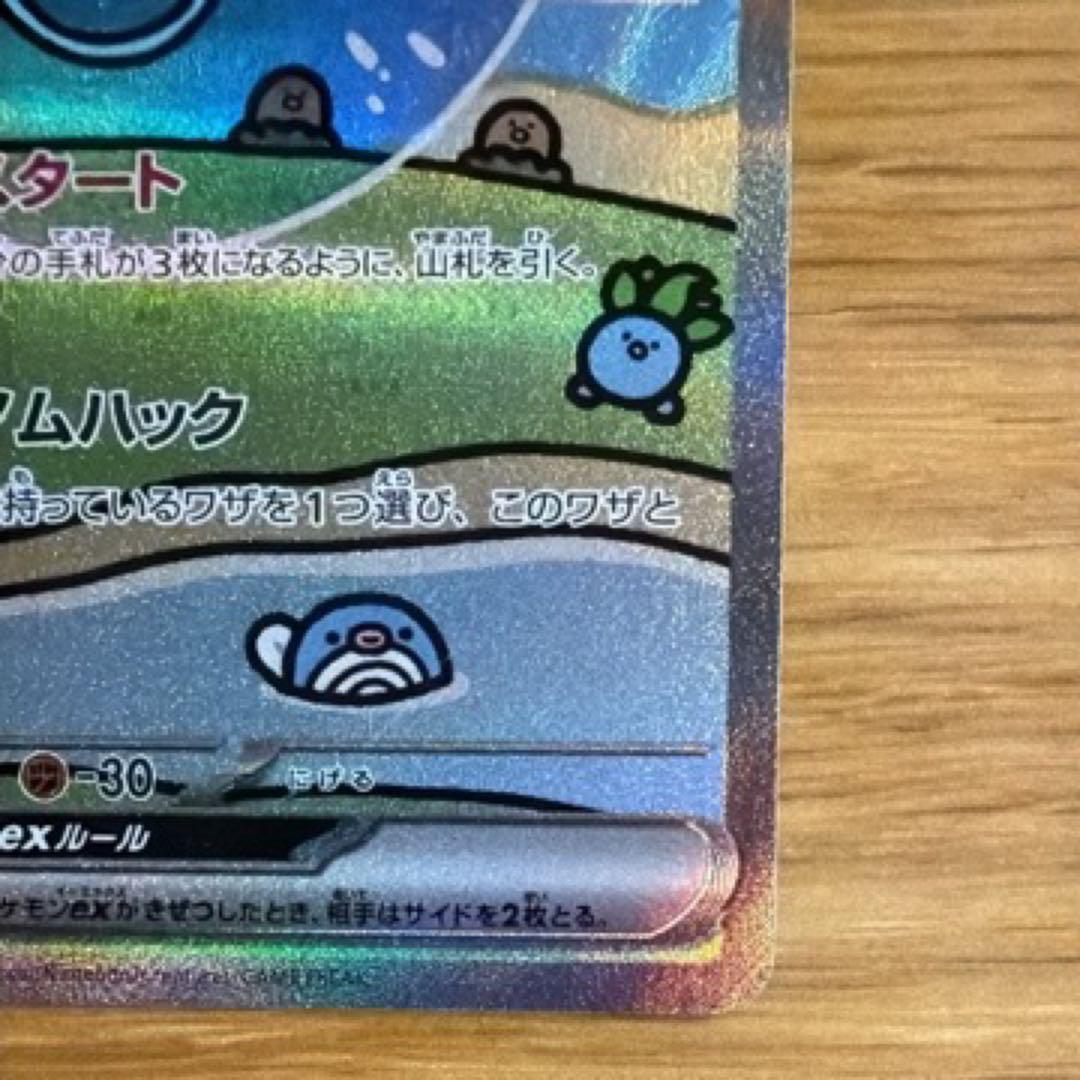 スタート
分の手札が3枚になるように、山札を引く。
ムハック
持っているワザを1つ選び、このワザと
-30 にげる
exルール
ケモンexがきぜつしたとき、相手はサイドを2枚とる。